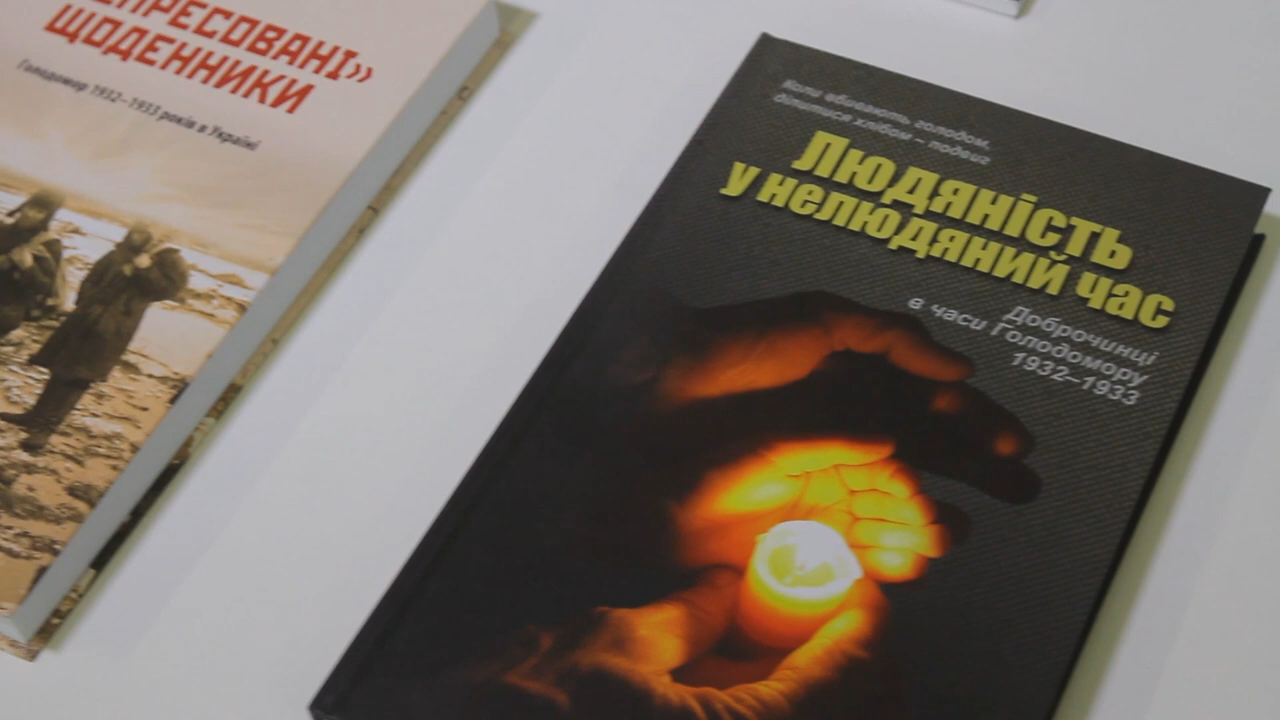 ПРЕСОВАНІ»
ЩОДЕННИКИ
Голодомор 1932–1933 років в Україні
Коли вбивають голодом,
ділитися хлібом – подвиг
Людяність
у нелюдяний час
Доброчинці
в часи Голодомору
1932–1933